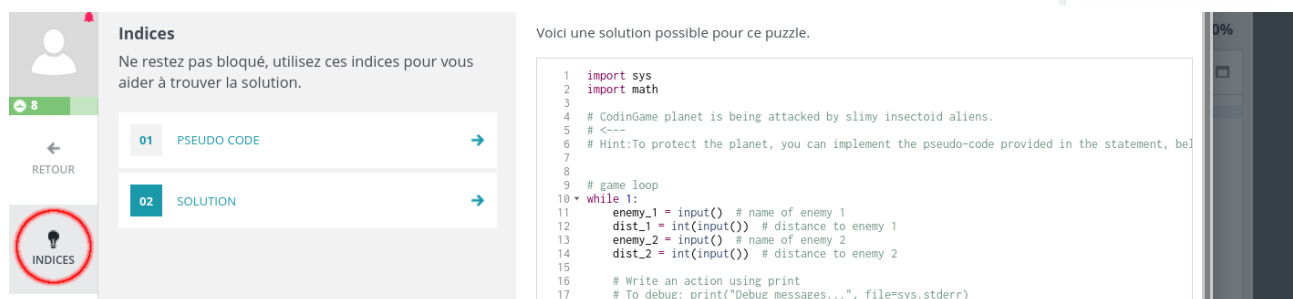 8
RETOUR
INDICES
Indices
Ne restez pas bloqué, utilisez ces indices pour vous
aider à trouver la solution.
01 PSEUDO CODE
02 SOLUTION
Voici une solution possible pour ce puzzle.
1 import sys
2 import math
3
4 # CodinGame planet is being attacked by slimy insectoid aliens.
5 # <---
6 # Hint:To protect the planet, you can implement the pseudo-code provided in the statement, bel
7
8
9 # game loop
10 while 1:
11 enemy_1 = input() # name of enemy 1
12 dist_1 = int(input()) # distance to enemy 1
13 enemy_2 = input() # name of enemy 2
14 dist_2 = int(input()) # distance to enemy 2
15
16 # Write an action using print
17 # To debug: print("Debug messages...", file=sys.stderr)
0%